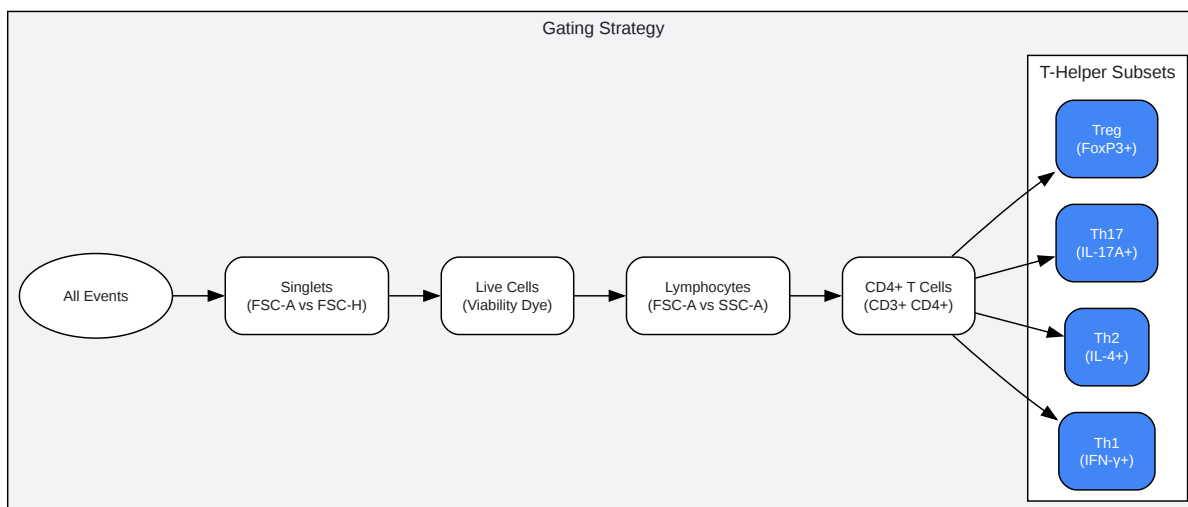 Gating Strategy
T-Helper Subsets
All Events
Singlets
(FSC-A vs FSC-H)
Live Cells
(Viability Dye)
Lymphocytes
(FSC-A vs SSC-A)
CD4+ T Cells
(CD3+ CD4+)
Treg
(FoxP3+)
Th17
(IL-17A+)
Th2
(IL-4+)
Th1
(IFN-γ+)